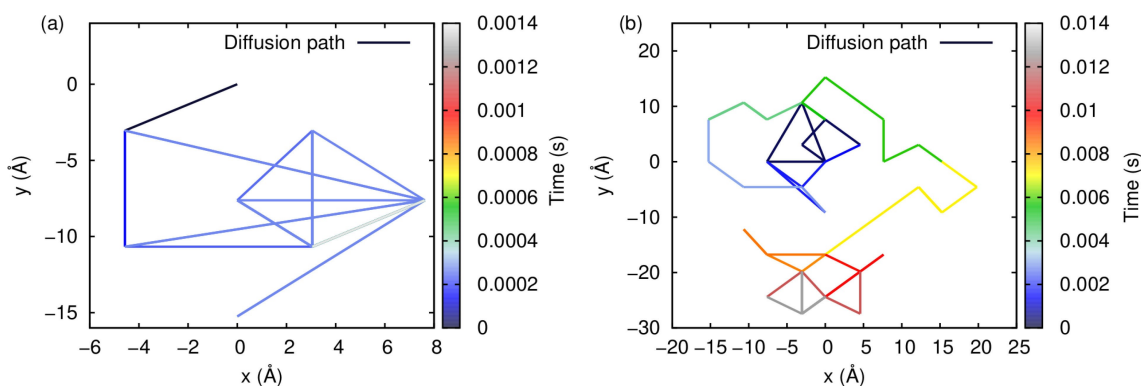 (a)
Diffusion path
0
−5
−10
−15
y (Å)
−6 −4 −2 0 2 4 6 8
x (Å)
0.0014
0.0012
0.001
0.0008
0.0006
0.0004
0.0002
0
Time (s)
(b)
Diffusion path
20
10
0
−10
−20
−30
y (Å)
−20 −15 −10 −5 0 5 10 15 20 25
x (Å)
0.014
0.012
0.01
0.008
0.006
0.004
0.002
0
Time (s)